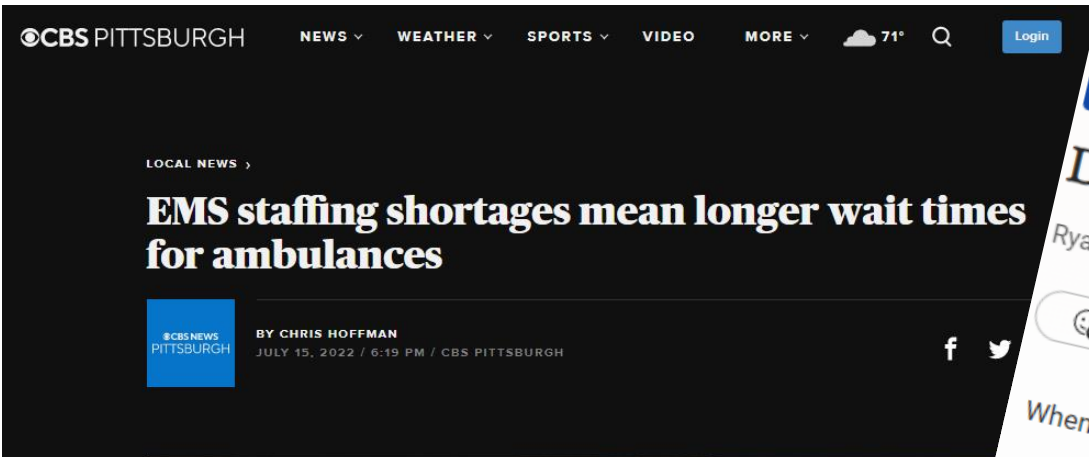 CBS PITTSBURGH NEWS WEATHER SPORTS VIDEO MORE 71° Login
LOCAL NEWS
EMS staffing shortages mean longer wait times
for ambulances
CBS NEWS
PITTSBURGH
BY CHRIS HOFFMAN
JULY 15, 2022 / 6:19 PM / CBS PITTSBURGH
When